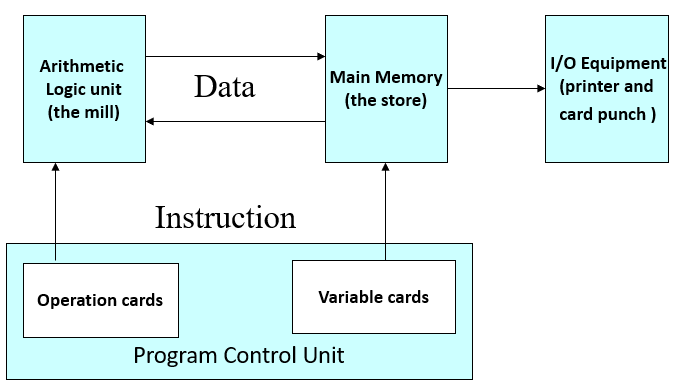 Arithmetic
Logic unit
(the mill)
Data
Main Memory
(the store)
I/O Equipment
(printer and
card punch )
Instruction
Operation cards
Variable cards
Program Control Unit